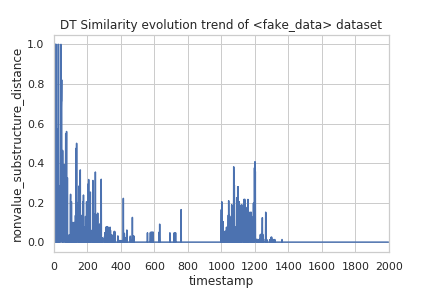 DT Similarity evolution trend of <fake_data> dataset
1.0
0.8
0.6
0.4
0.2
0.0
nonvalue_substructure_distance
0 200 400 600 800 1000 1200 1400 1600 1800 2000
timestamp